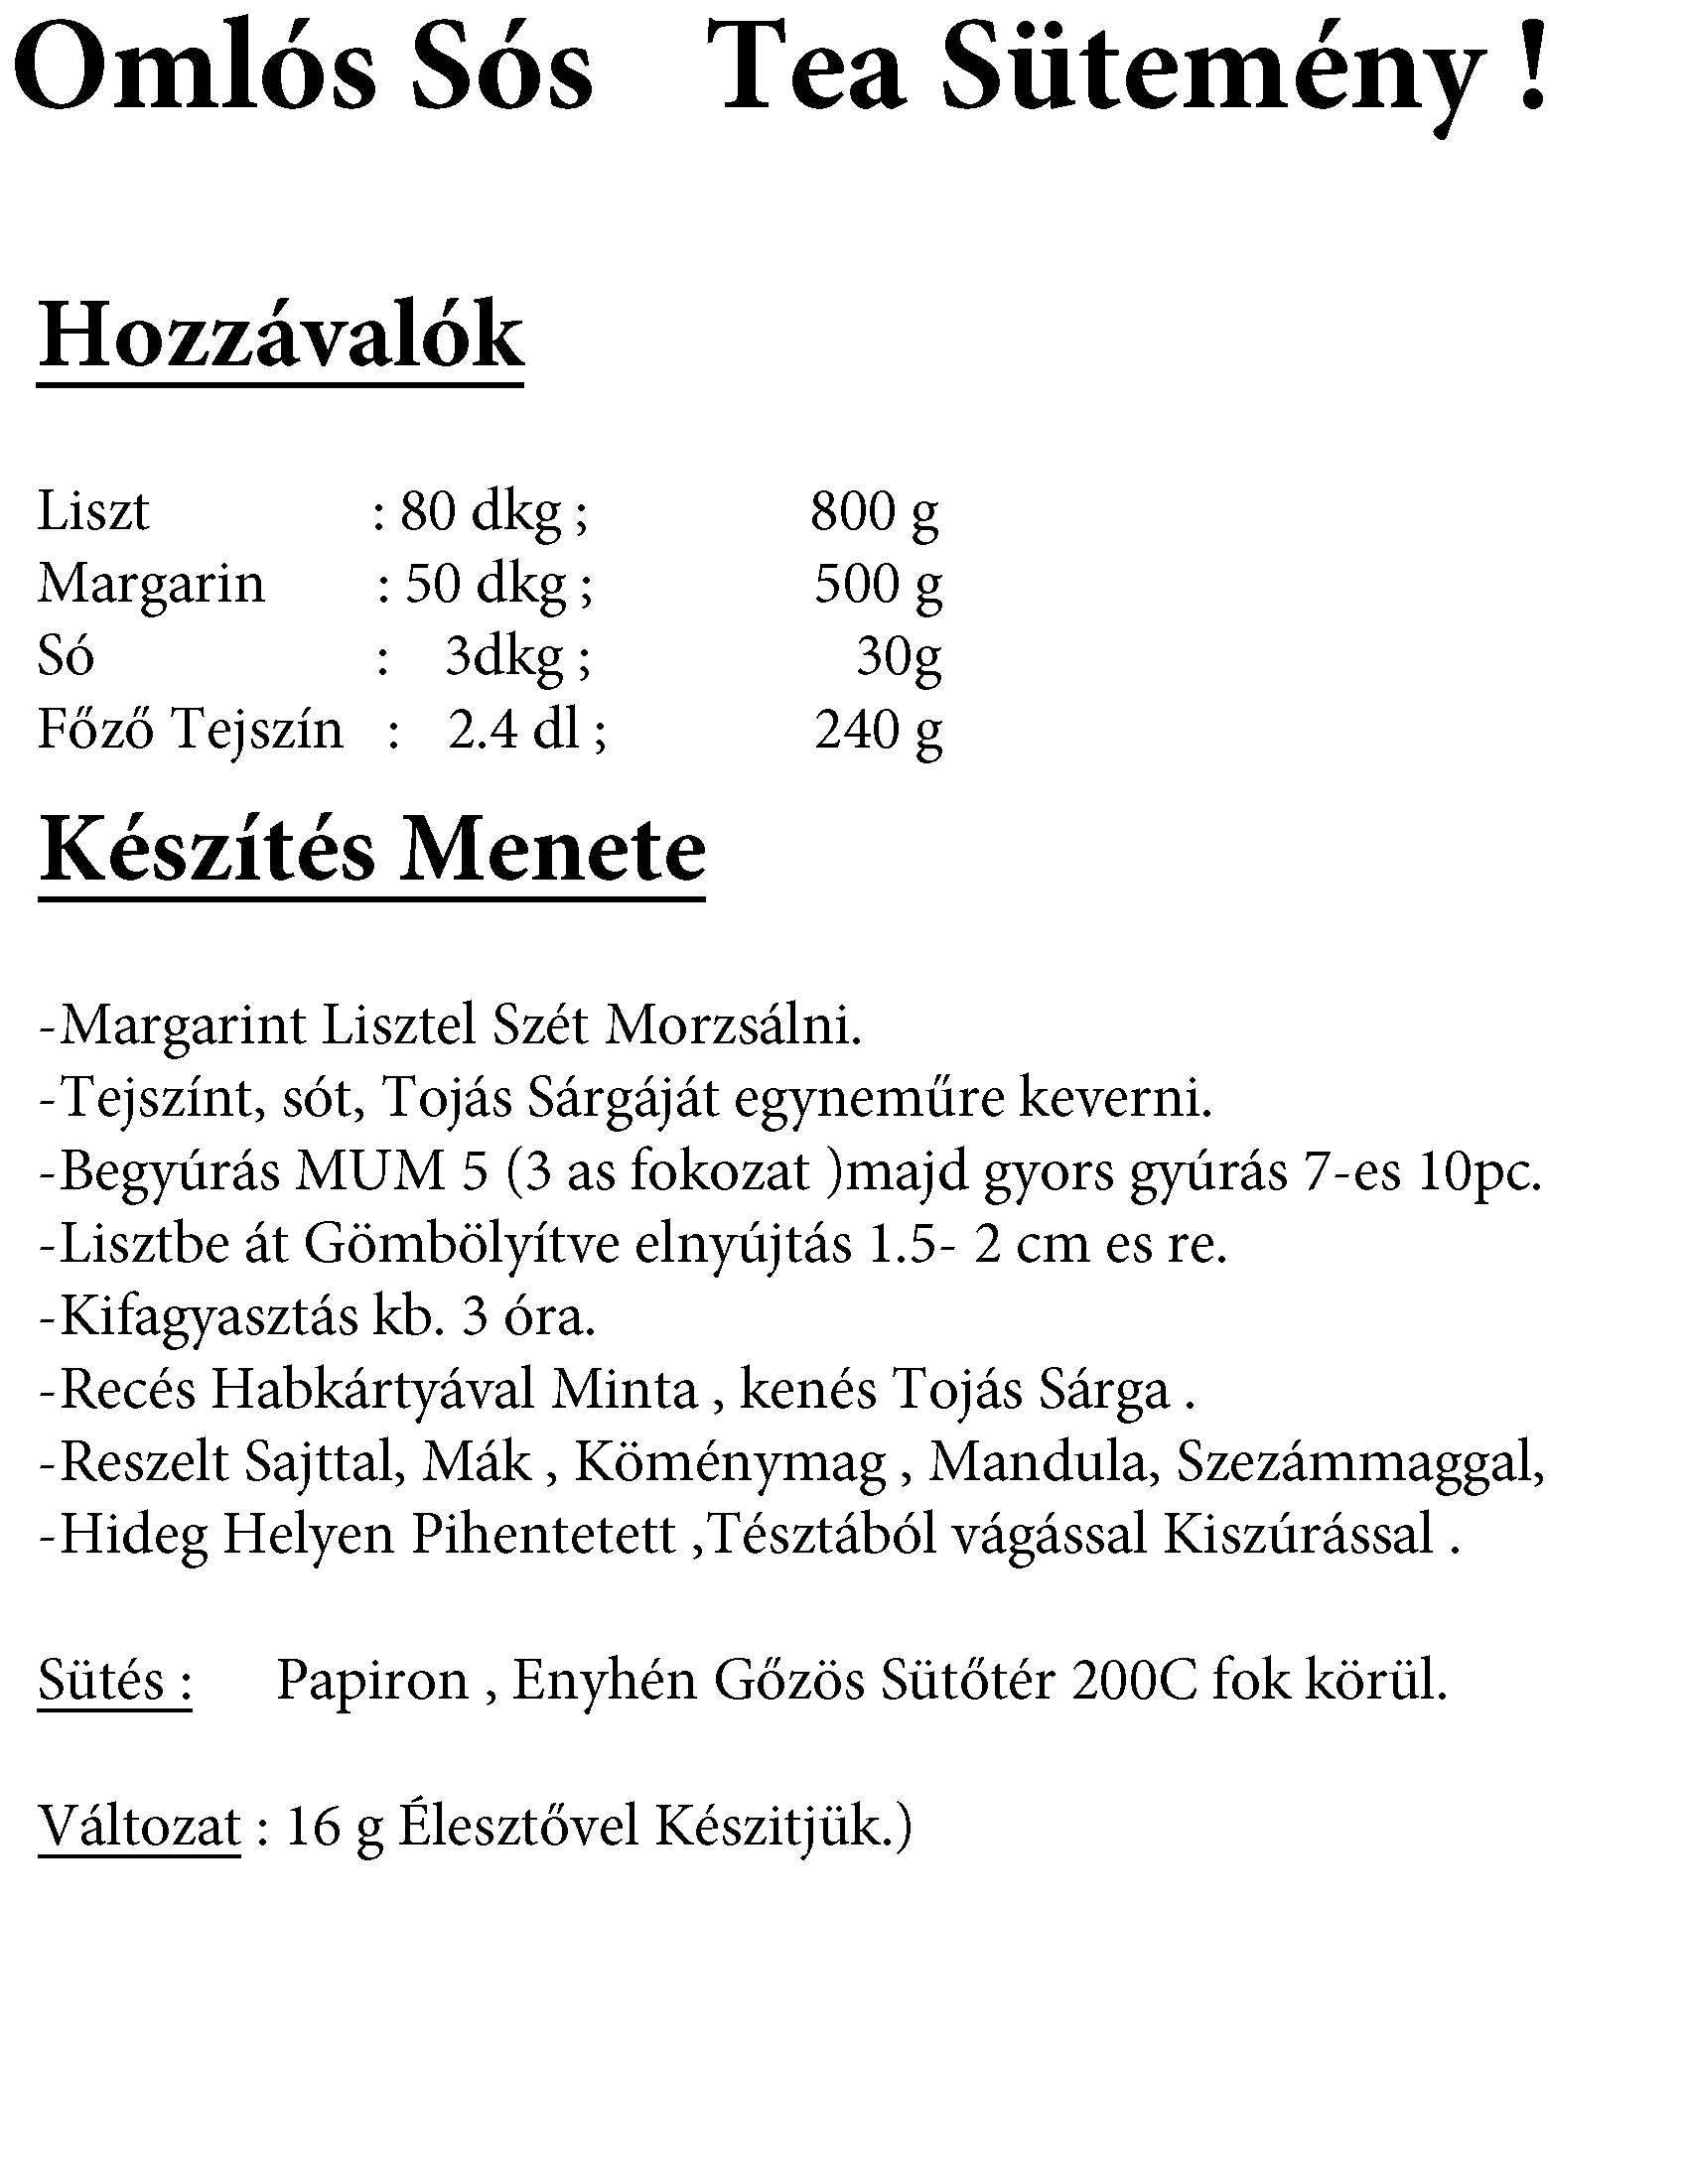 Omlós Sós Tea Sütemény !
Hozzávalók
Liszt : 80 dkg ; 800 g
Margarin : 50 dkg ; 500 g
Só : 3dkg ; 30g
Főző Tejszín : 2.4 dl ; 240 g
Készítés Menete
-Margarint Lisztel Szét Morzsálni.
-Tejszínt, sót, Tojás Sárgáját egyneműre keverni.
-Begyúrás MUM 5 (3 as fokozat )majd gyors gyúrás 7-es 10pc.
-Lisztbe át Gömbölyítve elnyújtás 1.5- 2 cm es re.
-Kifagyasztás kb. 3 óra.
-Recés Habkártyával Minta , kenés Tojás Sárga .
-Reszelt Sajttal, Mák , Köménymag , Mandula, Szezámmaggal,
-Hideg Helyen Pihentetett ,Tésztából vágással Kiszúrással .
Sütés : Papiron , Enyhén Gőzös Sütőtér 200C fok körül.
Változat : 16 g Élesztővel Készitjük.)